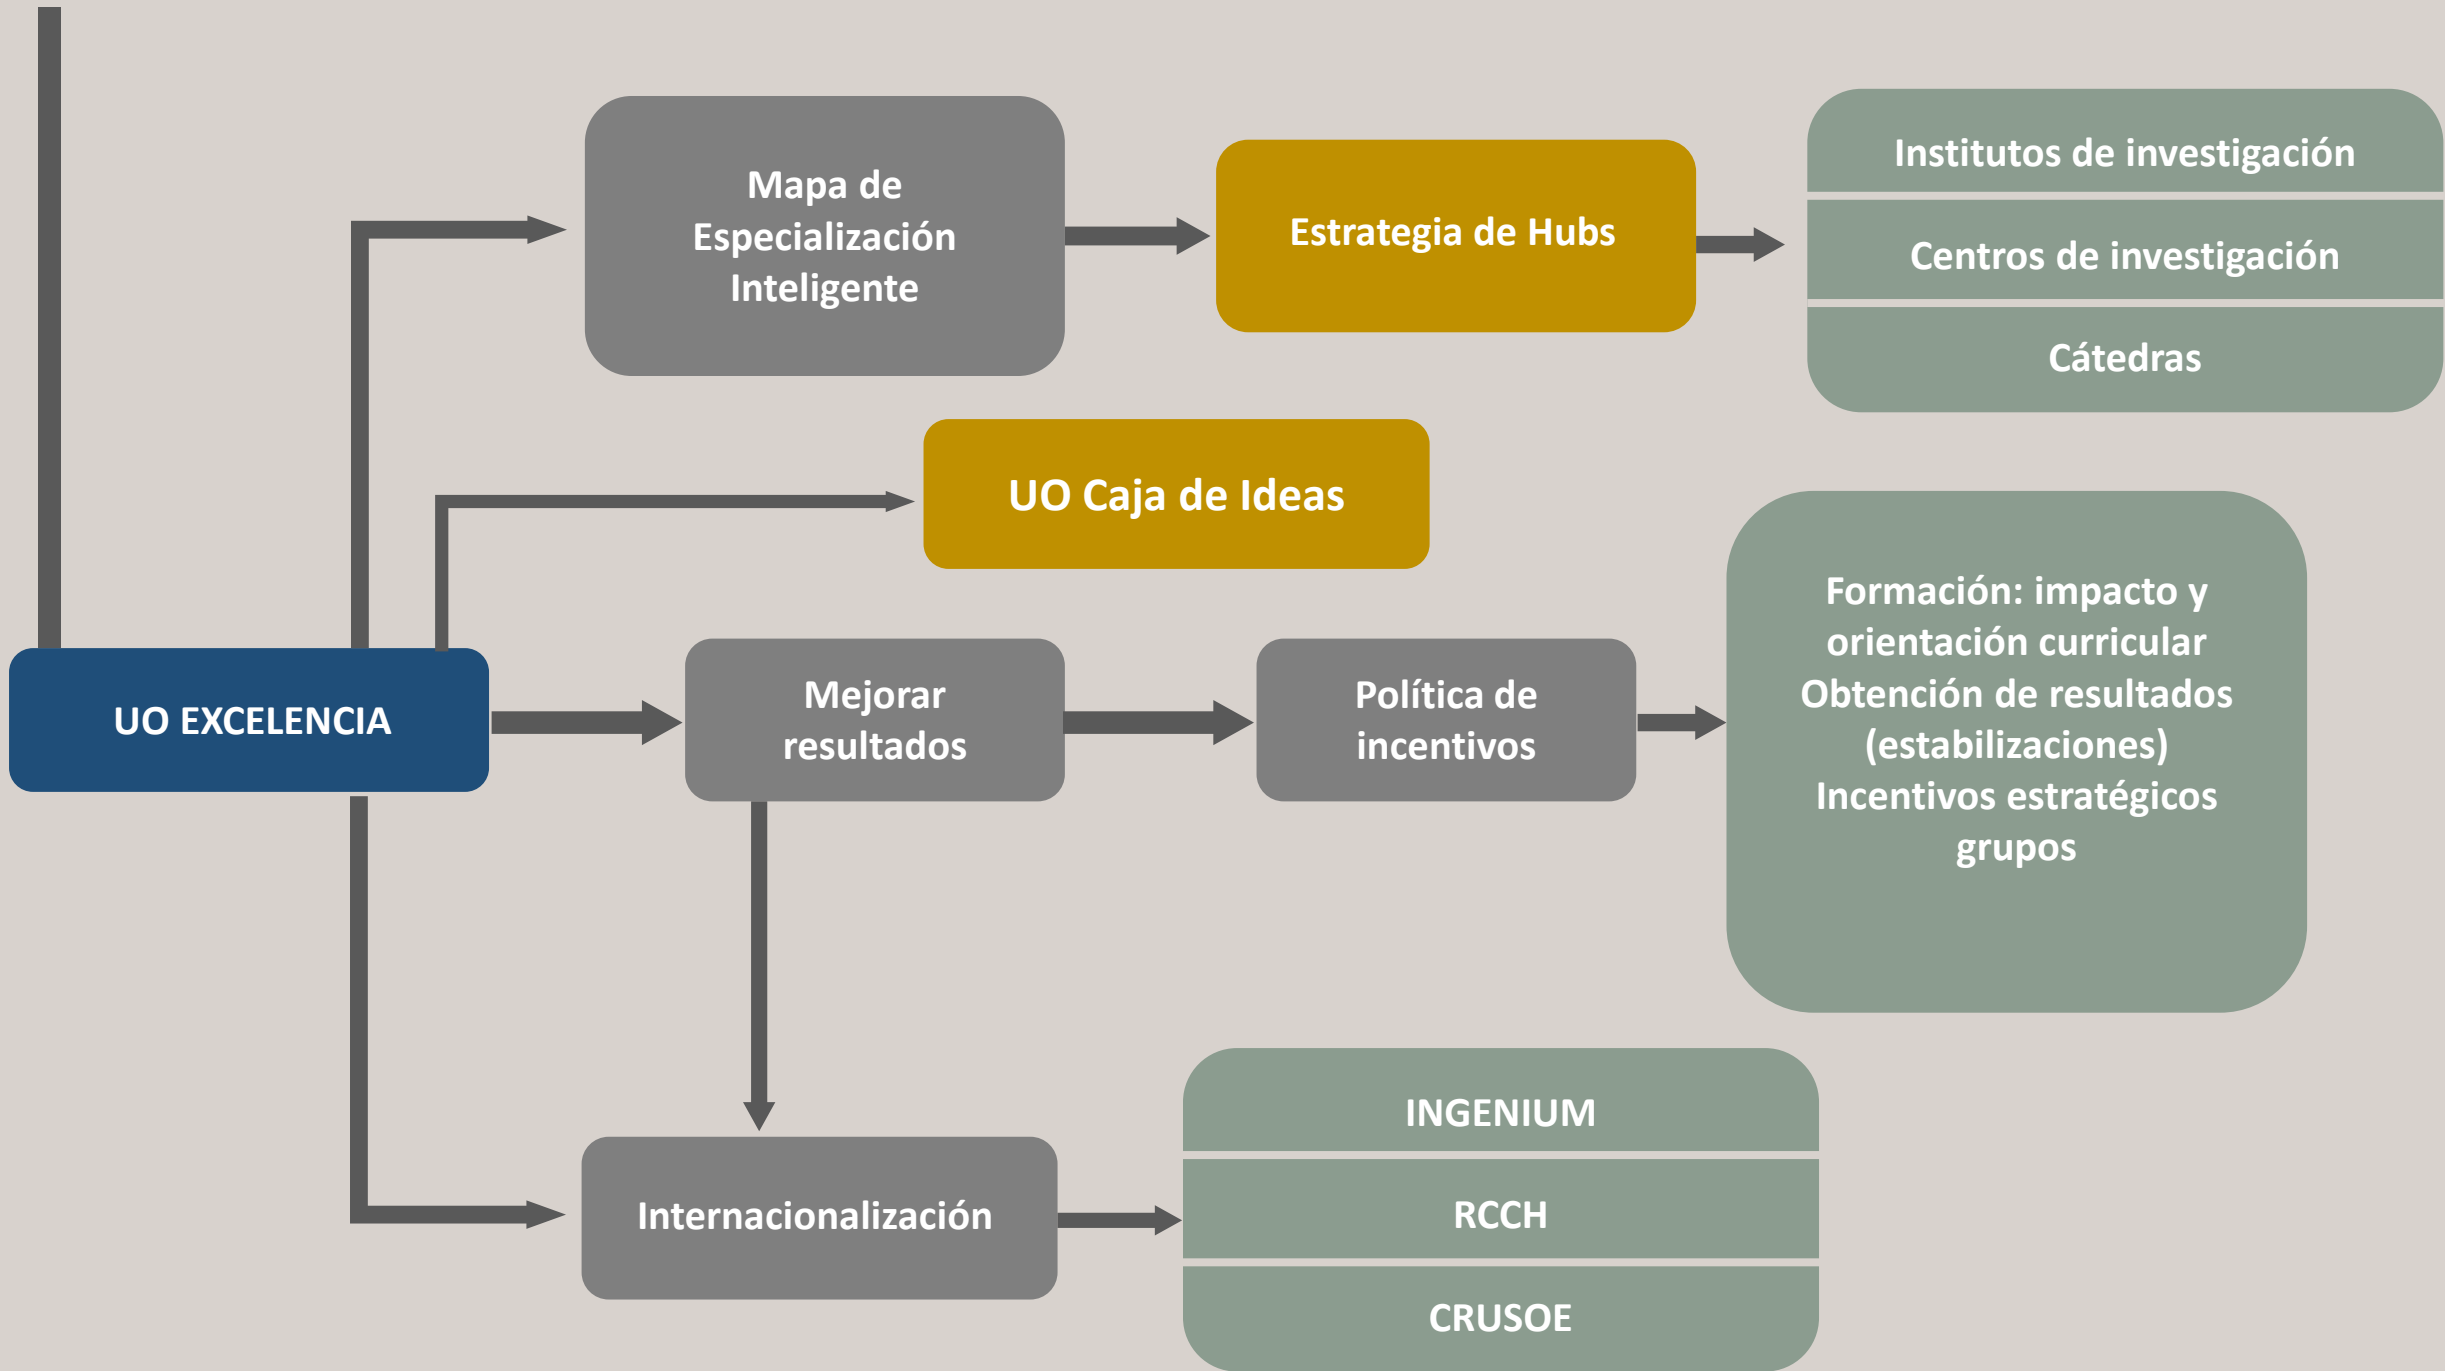 Mapa de
Especialización
Inteligente
Estrategia de Hubs
Institutos de investigación
Centros de investigación
Cátedras
UO Caja de Ideas
UO EXCELENCIA
Mejorar
resultados
Política de
incentivos
Formación: impacto y
orientación curricular
Obtención de resultados
(estabilizaciones)
Incentivos estratégicos
grupos
Internacionalización
INGENIUM
RCCH
CRUSOE